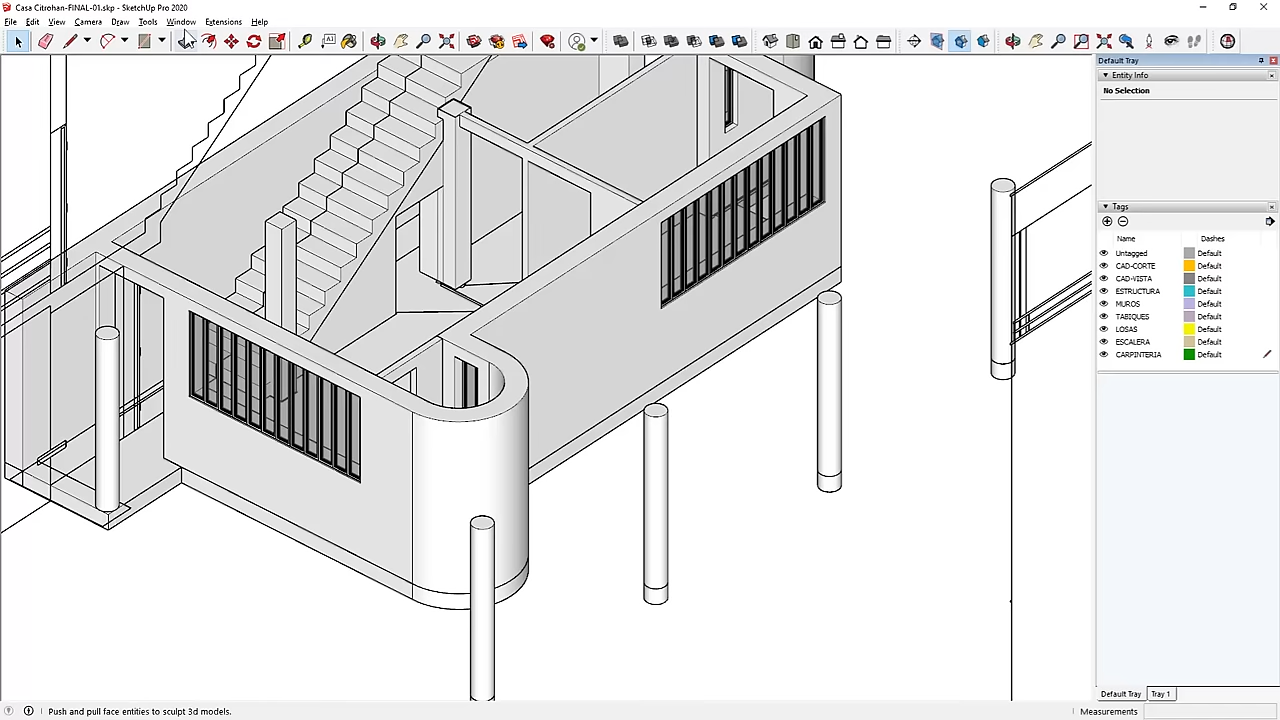 Casa Citrohan-FINAL-01.skp - SketchUp Pro 2020
File Edit View Camera Draw Tools Window Extensions Help
Default Tray
Entity Info
No Selection
Tags
Name Dashes
Untagged Default
CAD-CORTE Default
CAD-VISTA Default
ESTRUCTURA Default
MUROS Default
TABIQUES Default
LOSAS Default
ESCALERA Default
CARPINTERIA Default
Default Tray Tray 1
Push and pull face entities to sculpt 3d models.
Measurements